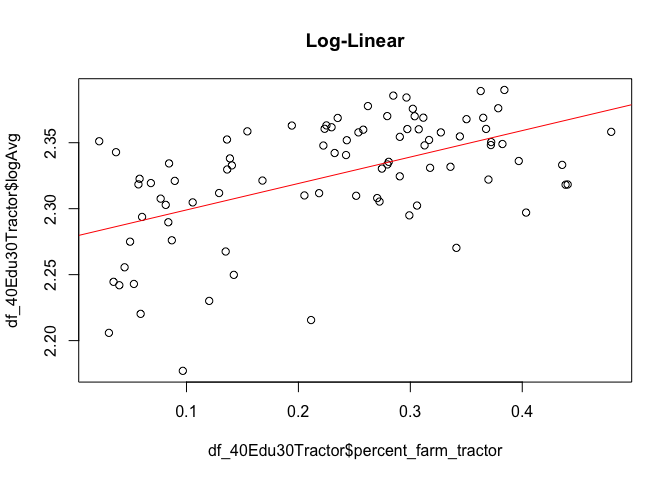 Log-Linear
df_40Edu30Tractor$logAvg
2.35
2.30
2.25
2.20
0.1 0.2 0.3 0.4
df_40Edu30Tractor$percent_farm_tractor